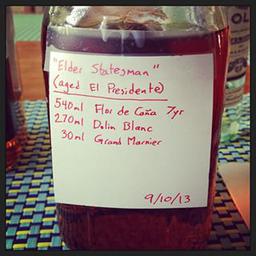 "Elder Statesman"
(aged El Presidente)
540ml Flor de Caña 7yr
270ml Dolin Blanc
30ml Grand Marnier
9/10/13